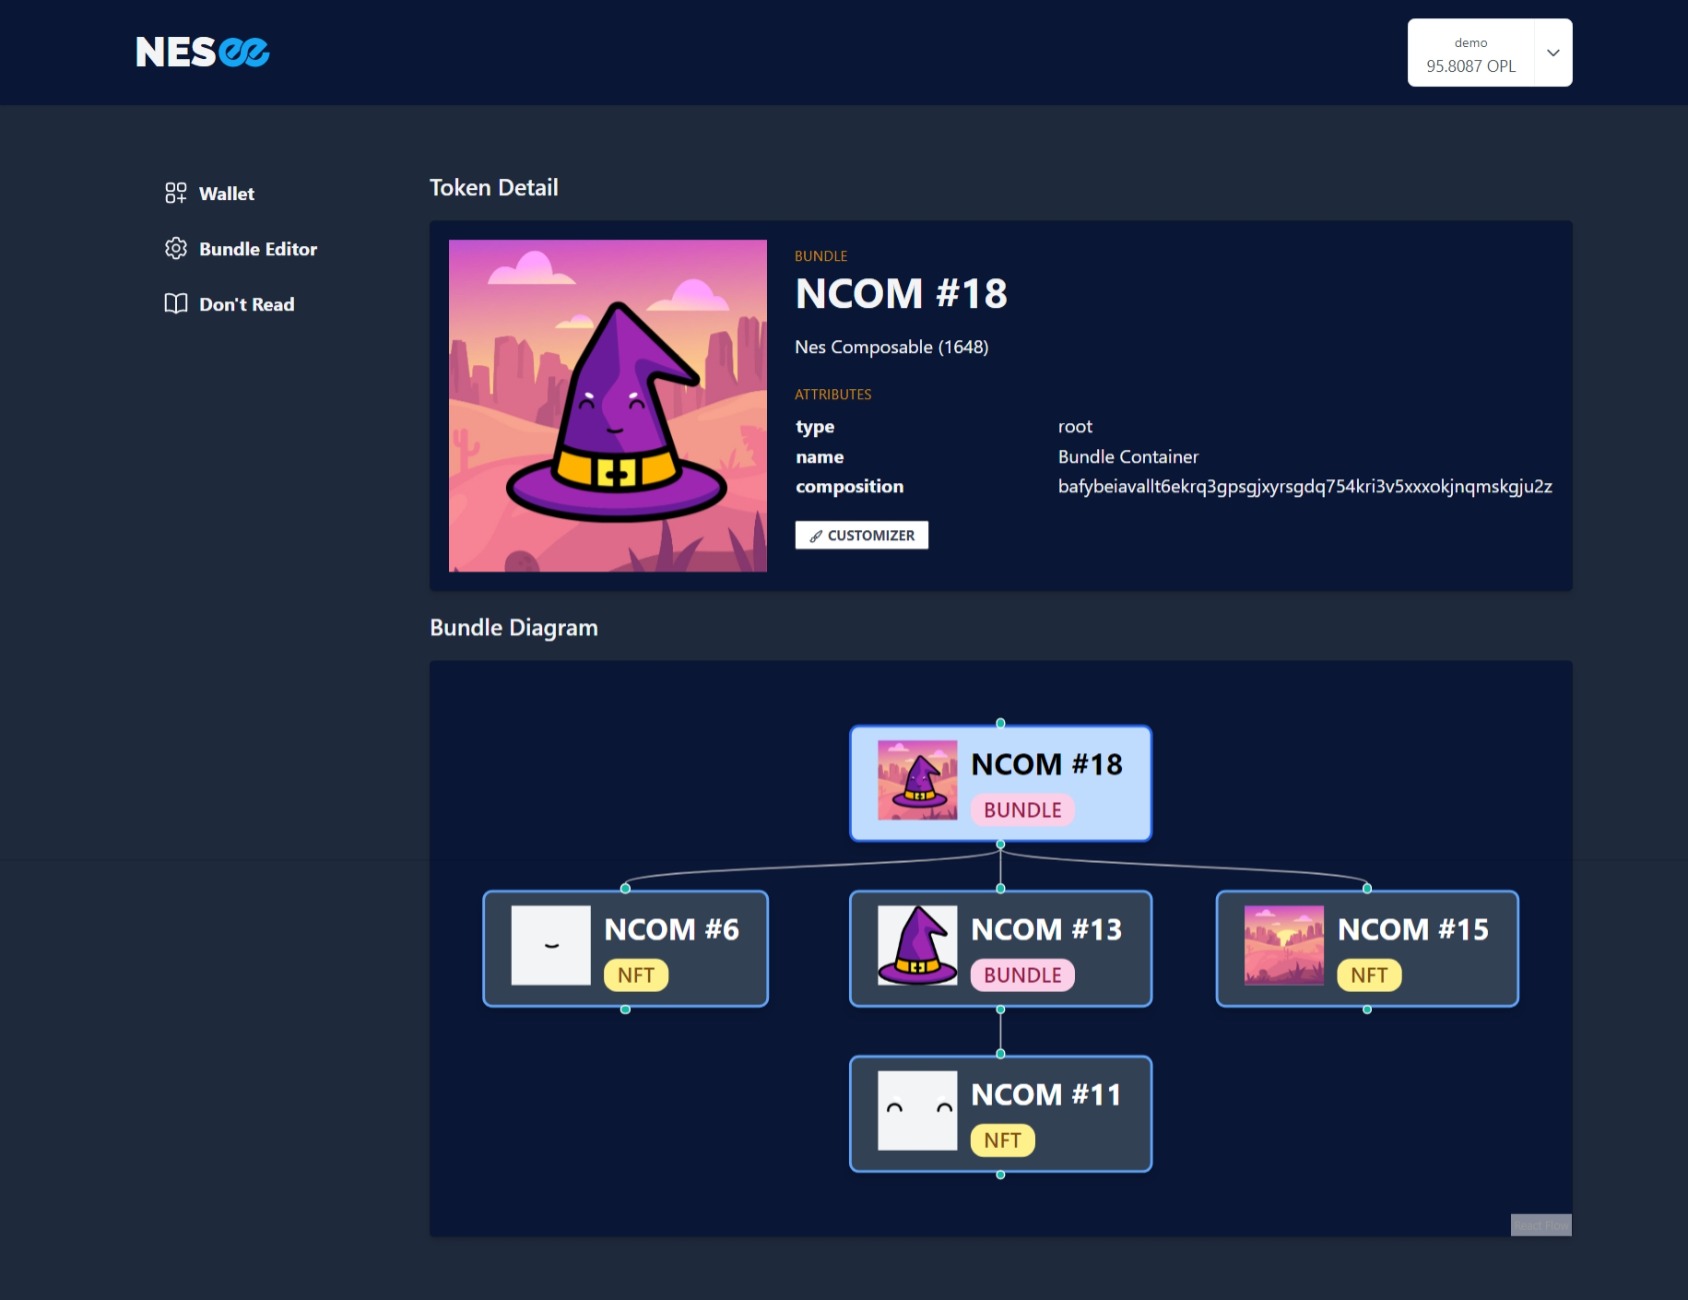 NES
demo
95.8087 OPL
Wallet
Bundle Editor
Don't Read
Token Detail
BUNDLE
NCOM #18
Nes Composable (1648)
ATTRIBUTES
type root
name Bundle Container
composition bafybeiavallt6ekrq3gpsgjxyrsgdq754kri3v5xxxokjnqmskgju2z
CUSTOMIZER
Bundle Diagram
NCOM #18
BUNDLE
NCOM #6
NFT
NCOM #13
BUNDLE
NCOM #15
NFT
NCOM #11
NFT
React Flow